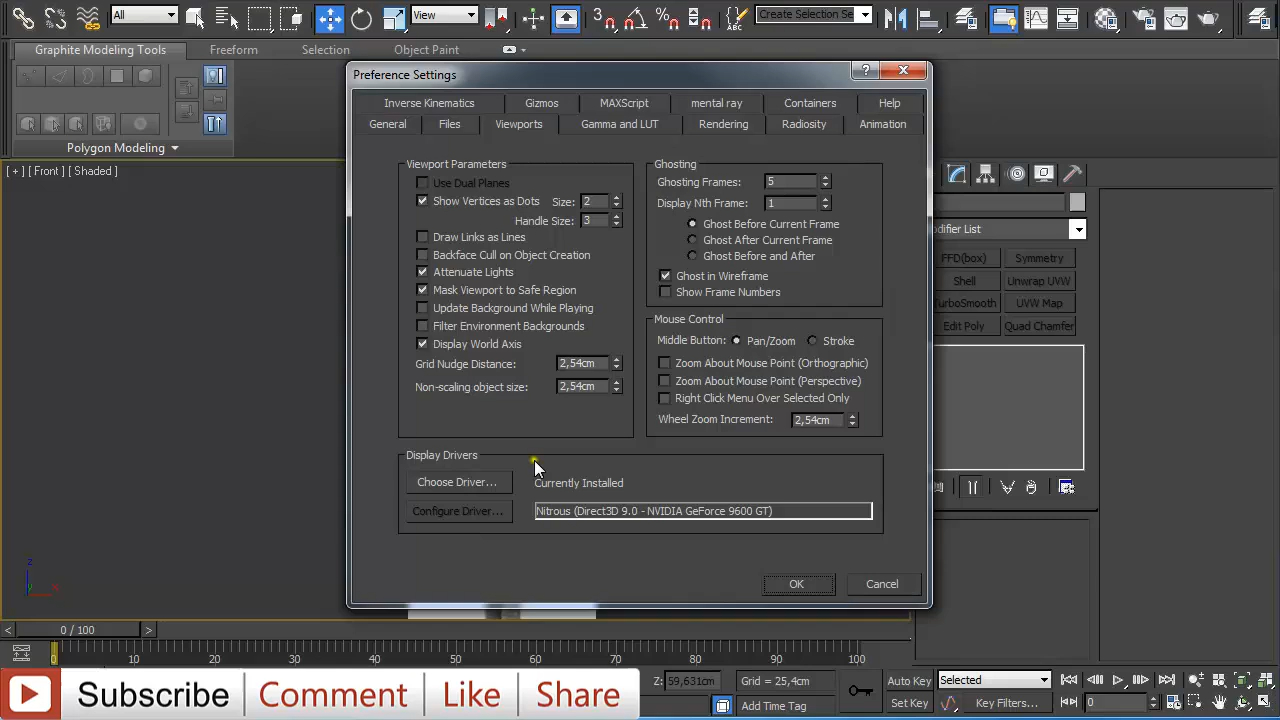 All
View
Create Selection Se
Graphite Modeling Tools
Freeform
Selection
Object Paint
Polygon Modeling
[ + ] [ Front ] [ Shaded ]
Preference Settings
Inverse Kinematics
Gizmos
MAXScript
mental ray
Containers
Help
General
Files
Viewports
Gamma and LUT
Rendering
Radiosity
Animation
Viewport Parameters
Use Dual Planes
Show Vertices as Dots Size: 2
Handle Size: 3
Draw Links as Lines
Backface Cull on Object Creation
Attenuate Lights
Mask Viewport to Safe Region
Update Background While Playing
Filter Environment Backgrounds
Display World Axis
Grid Nudge Distance: 2,54cm
Non-scaling object size: 2,54cm
Ghosting
Ghosting Frames: 5
Display Nth Frame: 1
Ghost Before Current Frame
Ghost After Current Frame
Ghost Before and After
Ghost in Wireframe
Show Frame Numbers
Mouse Control
Middle Button: Pan/Zoom Stroke
Zoom About Mouse Point (Orthographic)
Zoom About Mouse Point (Perspective)
Right Click Menu Over Selected Only
Wheel Zoom Increment: 2,54cm
Display Drivers
Choose Driver...
Currently Installed
Configure Driver...
Nitrous (Direct3D 9.0 - NVIDIA GeForce 9600 GT)
OK
Cancel
odifier List
FFD(box)
Symmetry
Shell
Unwrap UVW
TurboSmooth
UVW Map
Edit Poly
Quad Chamfer
z
y
x
< 0 / 100 >
0 10 20 30 40 50 60 70 80 90 100
Subscribe
Comment
Like
Share
Z: 59,631cm
Grid = 25,4cm
Add Time Tag
Auto Key
Selected
Set Key
Key Filters...
0